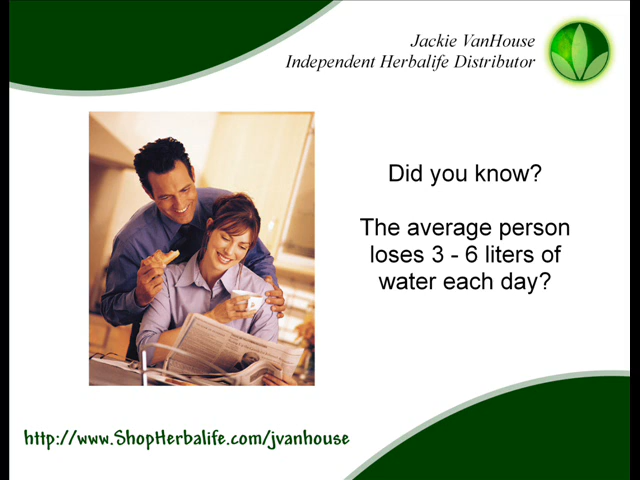 Jackie VanHouse
Independent Herbalife Distributor
Did you know?
The average person
loses 3 - 6 liters of
water each day?
http://www.ShopHerbalife.com/jvanhouse